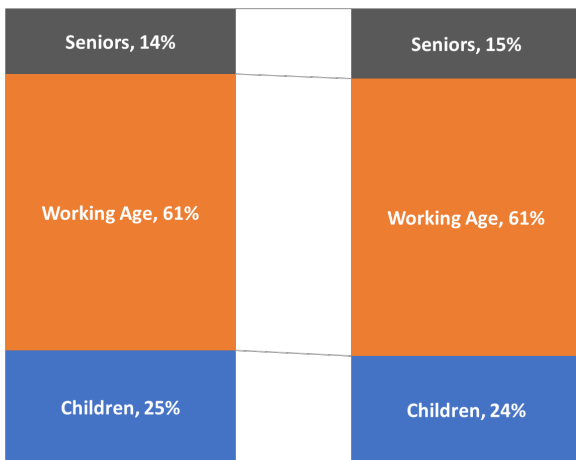 Seniors, 14%
Seniors, 15%
Working Age, 61%
Working Age, 61%
Children, 25%
Children, 24%